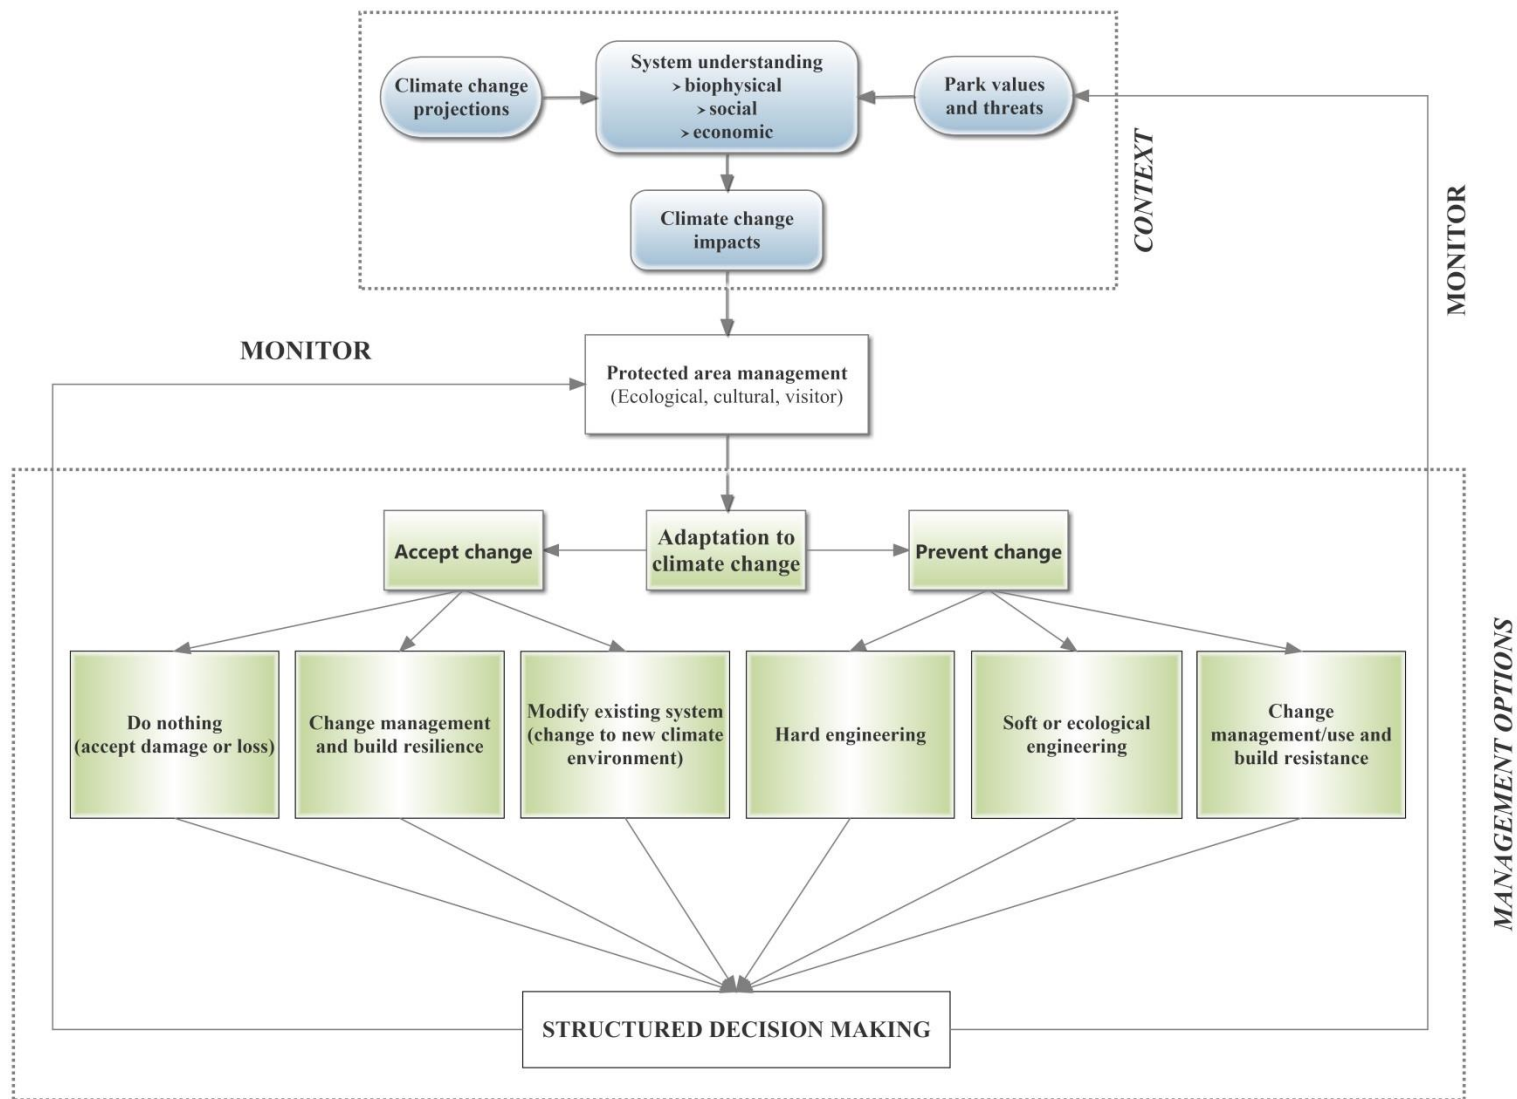 Climate change
projections
System understanding
➢ biophysical
➢ social
➢ economic
Park values
and threats
Climate change
impacts
CONTEXT
MONITOR
MONITOR
Protected area management
(Ecological, cultural, visitor)
Accept change
Adaptation to
climate change
Prevent change
Do nothing
(accept damage or loss)
Change management
and build resilience
Modify existing system
(change to new climate
environment)
Hard engineering
Soft or ecological
engineering
Change
management/use and
build resistance
MANAGEMENT OPTIONS
STRUCTURED DECISION MAKING